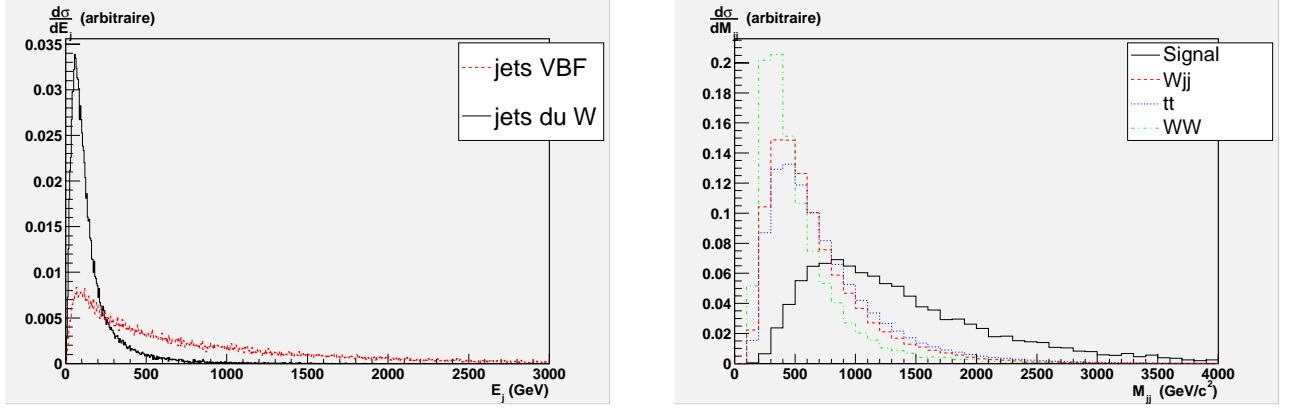 dσ
dE_j (arbitraire)
0.035
0.03
0.025
0.02
0.015
0.01
0.005
0
0 500 1000 1500 2000 2500 3000
E_j (GeV)
jets VBF
jets du W
dσ
dM_jj (arbitraire)
0.2
0.18
0.16
0.14
0.12
0.1
0.08
0.06
0.04
0.02
0
0 500 1000 1500 2000 2500 3000 3500 4000
M_jj (GeV/c²)
Signal
Wjj
tt
WW